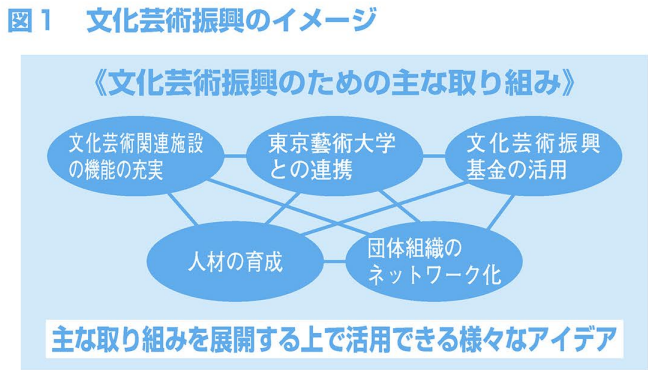 図1 文化芸術振興のイメージ
《文化芸術振興のための主な取り組み》
文化芸術関連施設
の機能の充実
東京藝術大学
との連携
文化芸術振興
基金の活用
人材の育成
団体組織の
ネットワーク化
主な取り組みを展開する上で活用できる様々なアイデア